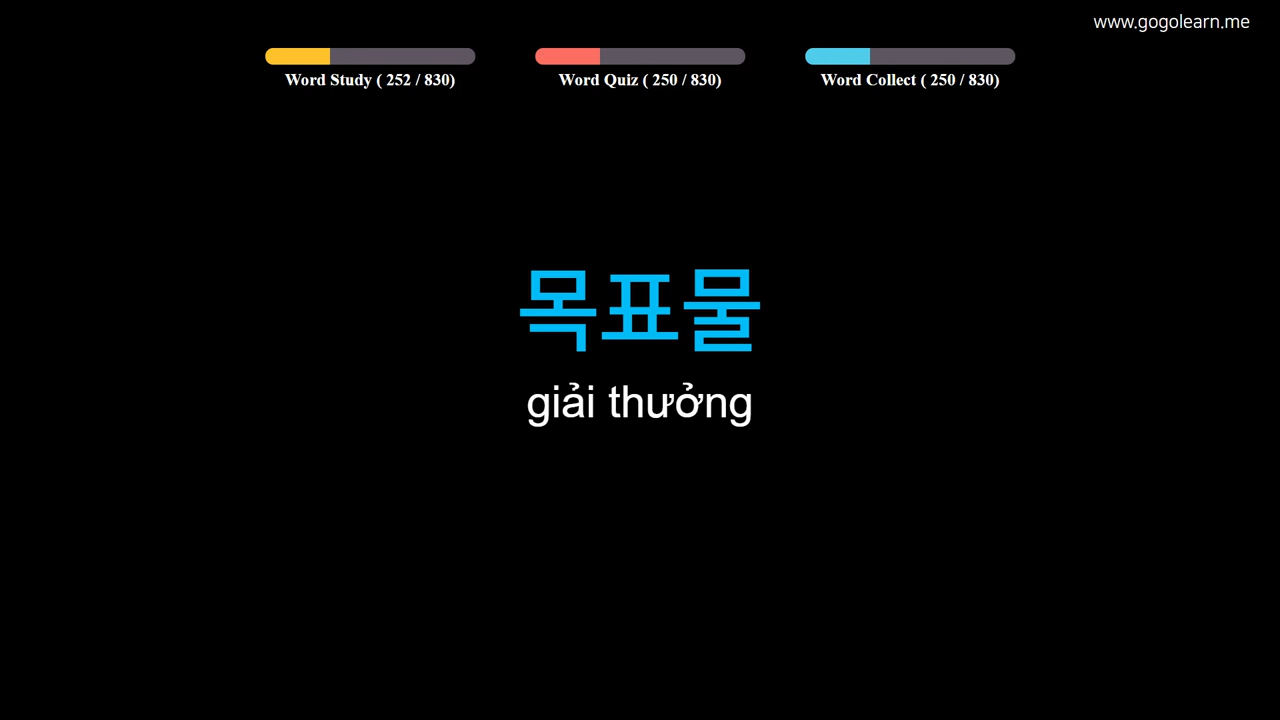 www.gogolearn.me
Word Study ( 252 / 830)
Word Quiz ( 250 / 830)
Word Collect ( 250 / 830)
목표물
giải thưởng